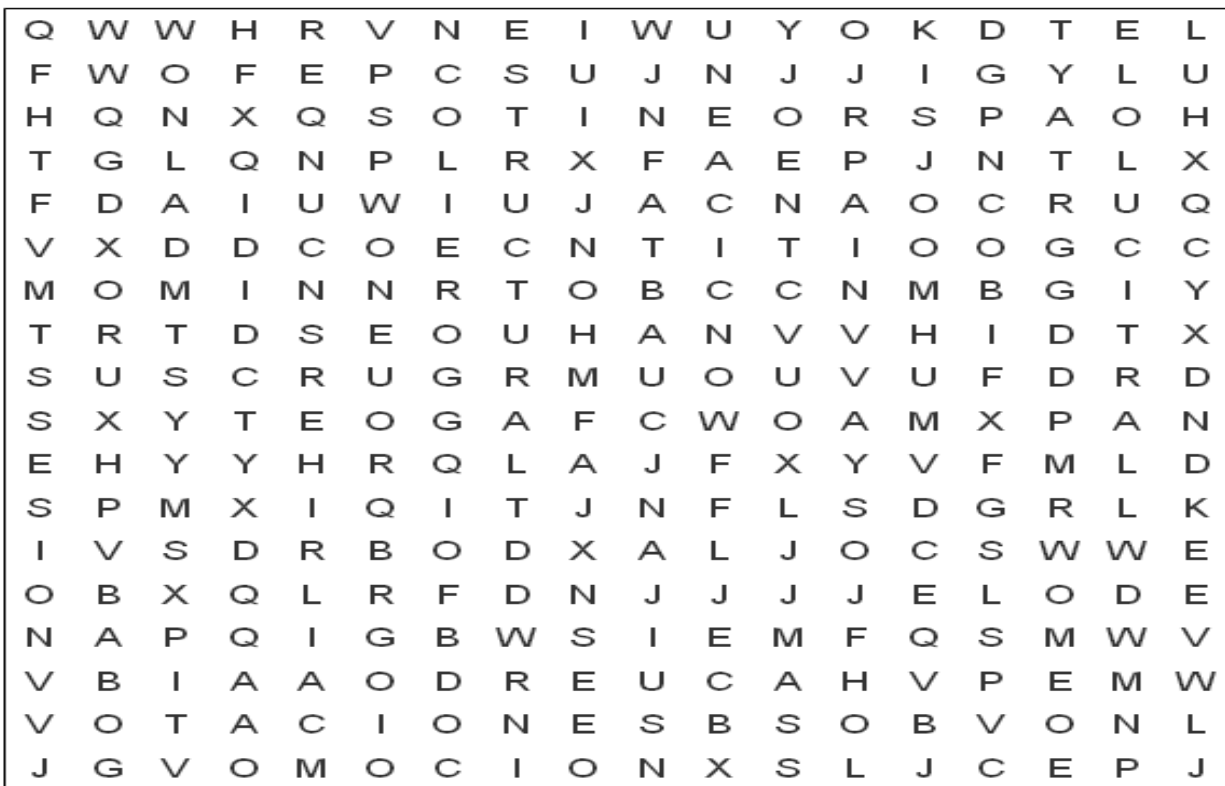 Q W W H R V N E I W U Y O K D T E L
F W O F E P C S U J N J J I G Y L U
H Q N X Q S O T I N E O R S P A O H
T G L Q N P L R X F A E P J N T L X
F D A I U W I U J A C N A O C R U Q
V X D D C O E C N T I T I O O G C C
M O M I N N R T O B C C N M B G I Y
T R T D S E O U H A N V V H I D T X
S U S C R U G R M U O U V U F D R D
S X Y T E O G A F C W O A M X P A N
E H Y Y H R Q L A J F X Y V F M L D
S P M X I Q I T J N F L S D G R L K
I V S D R B O D X A L J O C S W W E
O B X Q L R F D N J J J J E L O D E
N A P Q I G B W S I E M F Q S M W V
V B I A A O D R E U C A H V P E M W
V O T A C I O N E S B S O B V O N L
J G V O M O C I O N X S L J C E P J